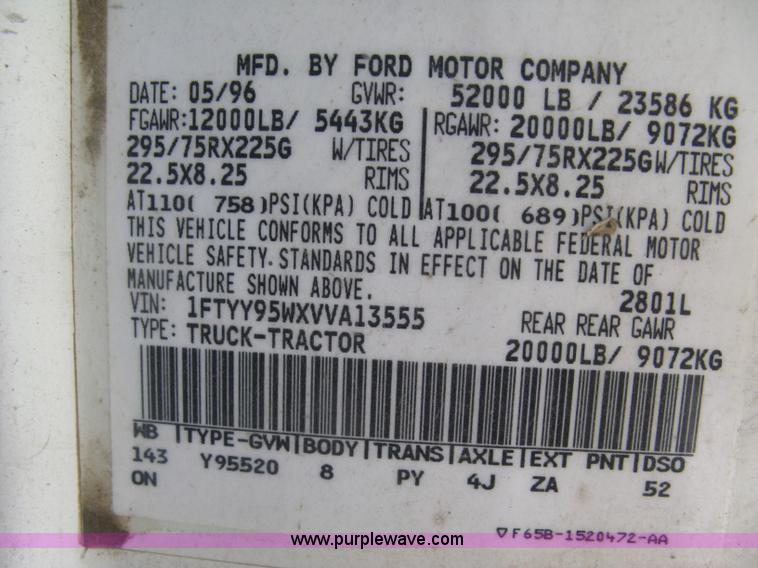 MFD. BY FORD MOTOR COMPANY
DATE: 05/96 GVWR: 52000 LB / 23586 KG
FGAWR: 12000LB/ 5443KG RGAWR: 20000LB/ 9072KG
295/75RX225G W/TIRES 295/75RX225G W/TIRES
22.5X8.25 RIMS 22.5X8.25 RIMS
AT 110( 758 )PSI(KPA) COLD AT 100( 689 )PSI(KPA) COLD
THIS VEHICLE CONFORMS TO ALL APPLICABLE FEDERAL MOTOR
VEHICLE SAFETY STANDARDS IN EFFECT ON THE DATE OF
MANUFACTURE SHOWN ABOVE. 2801L
VIN: 1FTYY95WXVVA13555 REAR REAR GAWR
TYPE: TRUCK-TRACTOR 20000LB/ 9072KG
WB |TYPE-GVW|BODY|TRANS|AXLE|EXT PNT|DSO
143 Y95520 8 PY 4J ZA 52
ON
▽F65B-1520472-AA
www.purplewave.com